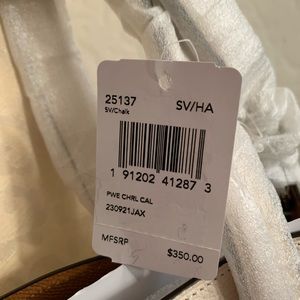 25137 SV/HA
SV/Chalk
1 91202 41287 3
PWE CHRL CAL
230921JAX
MFSRP $350.00